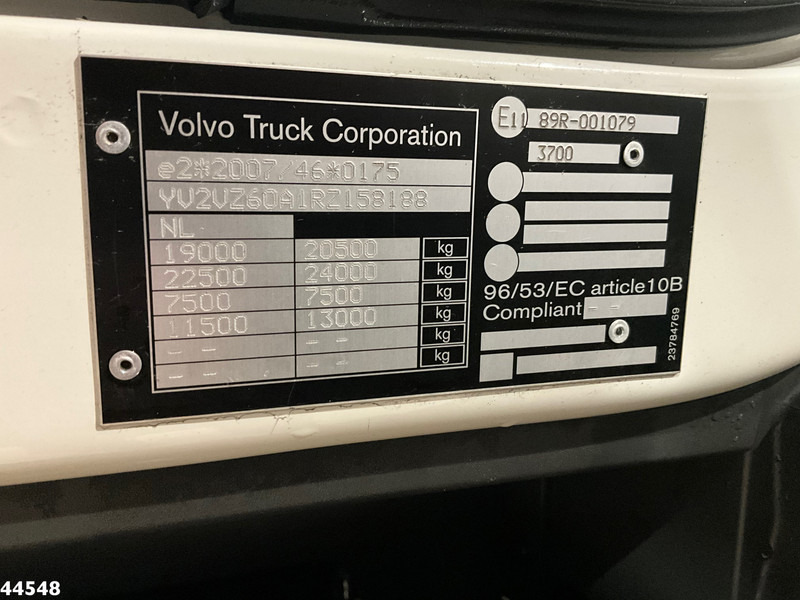 Volvo Truck Corporation
e2*2007/46*0175
YV2VZ60A1RZ158188
NL
19000 20500 kg
22500 24000 kg
7500 7500 kg
11500 13000 kg
- - - - kg
- - - - kg
E11 89R-001079
3700
96/53/EC article10B
Compliant - -
23784769
44548